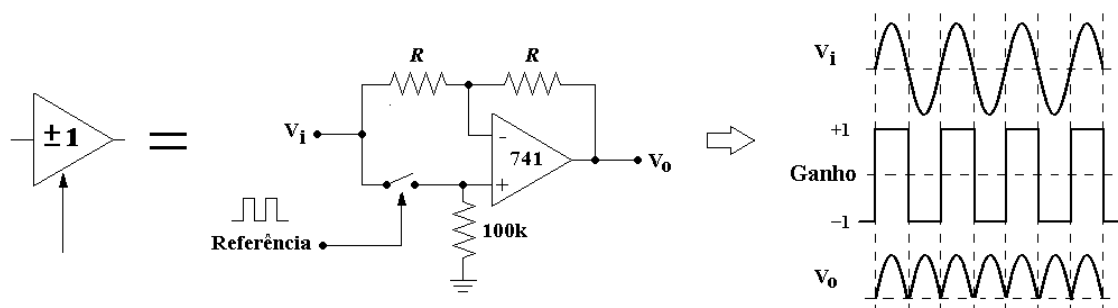 ±1
=
R
R
Vi
-
741
+
Vo
100k
Referência
Vi
+1
Ganho
−1
Vo